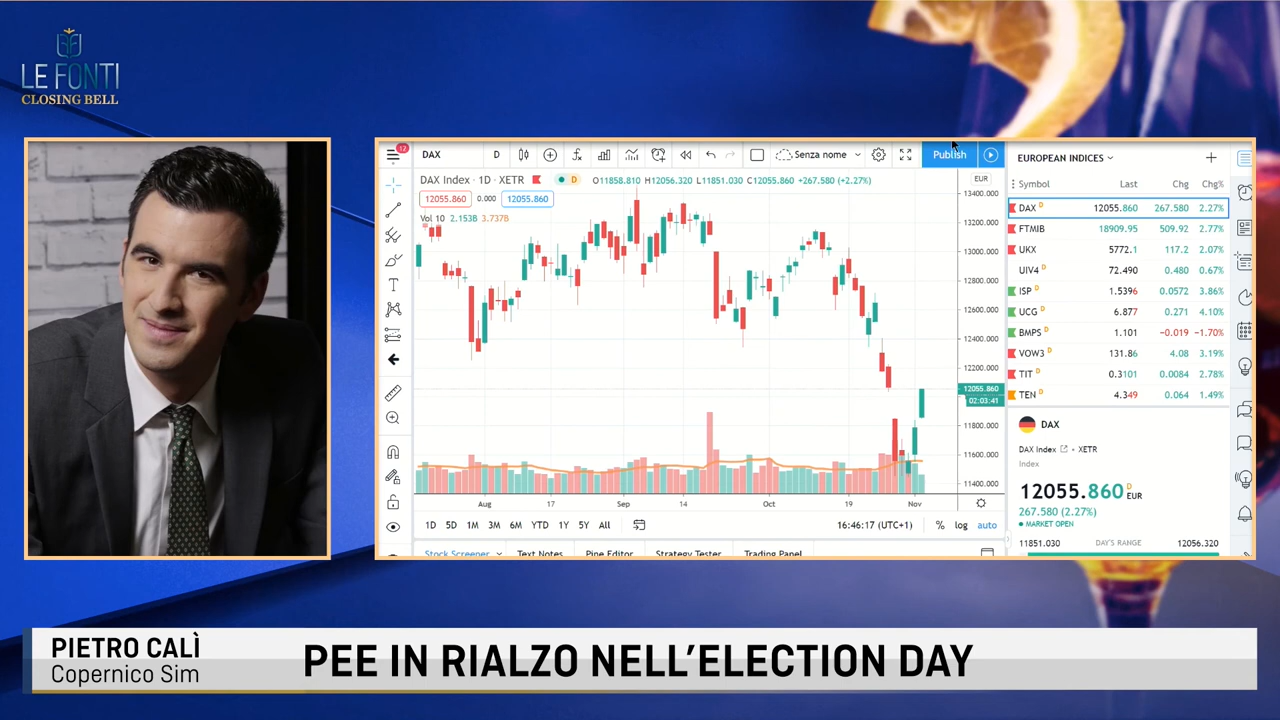 LE FONTI
CLOSING BELL
12
DAX
D
Senza nome
Publish
DAX Index · 1D · XETR
D
O11858.810 H12056.320 L11851.030 C12055.860 +267.580 (+2.27%)
12055.860 0.000 12055.860
Vol 10 2.153B 3.737B
EUR
13400.000
13200.000
13000.000
12800.000
12600.000
12400.000
12200.000
12055.860
02:03:41
11800.000
11600.000
11400.000
Aug 17 Sep 14 Oct 19 Nov
1D 5D 1M 3M 6M YTD 1Y 5Y All
16:46:17 (UTC+1) % log auto
Stock Screener Text Notes Pine Editor Strategy Tester Trading Panel
EUROPEAN INDICES
Symbol Last Chg Chg%
DAX D 12055.860 267.580 2.27%
FTMIB 18909.95 509.92 2.77%
UKX 5772.1 117.2 2.07%
UIV4 D 72.490 0.480 0.67%
ISP D 1.5396 0.0572 3.86%
UCG D 6.877 0.271 4.10%
BMPS D 1.101 −0.019 −1.70%
VOW3 D 131.86 4.08 3.19%
TIT D 0.3101 0.0084 2.78%
TEN D 4.349 0.064 1.49%
DAX
DAX Index · XETR
Index
12055.860 D EUR
267.580 (2.27%)
MARKET OPEN
11851.030 DAY'S RANGE 12056.320
PIETRO CALÌ
Copernico Sim
PEE IN RIALZO NELL'ELECTION DAY